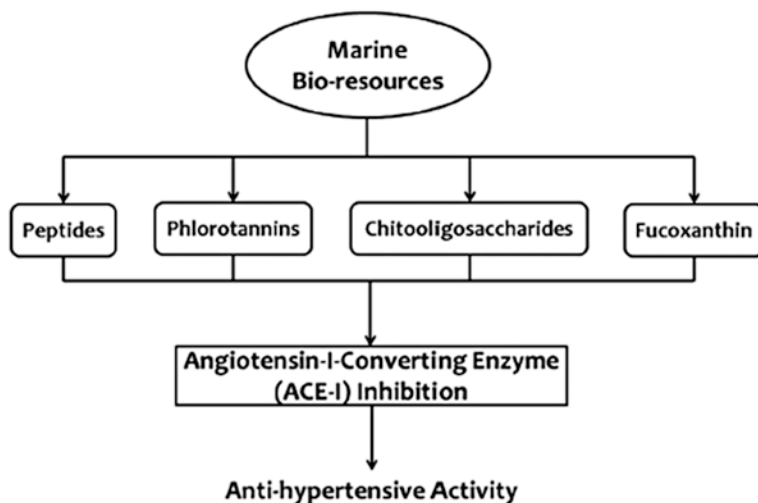 Marine
Bio-resources
Peptides
Phlorotannins
Chitooligosaccharides
Fucoxanthin
Angiotensin-I-Converting Enzyme
(ACE-I) Inhibition
Anti-hypertensive Activity